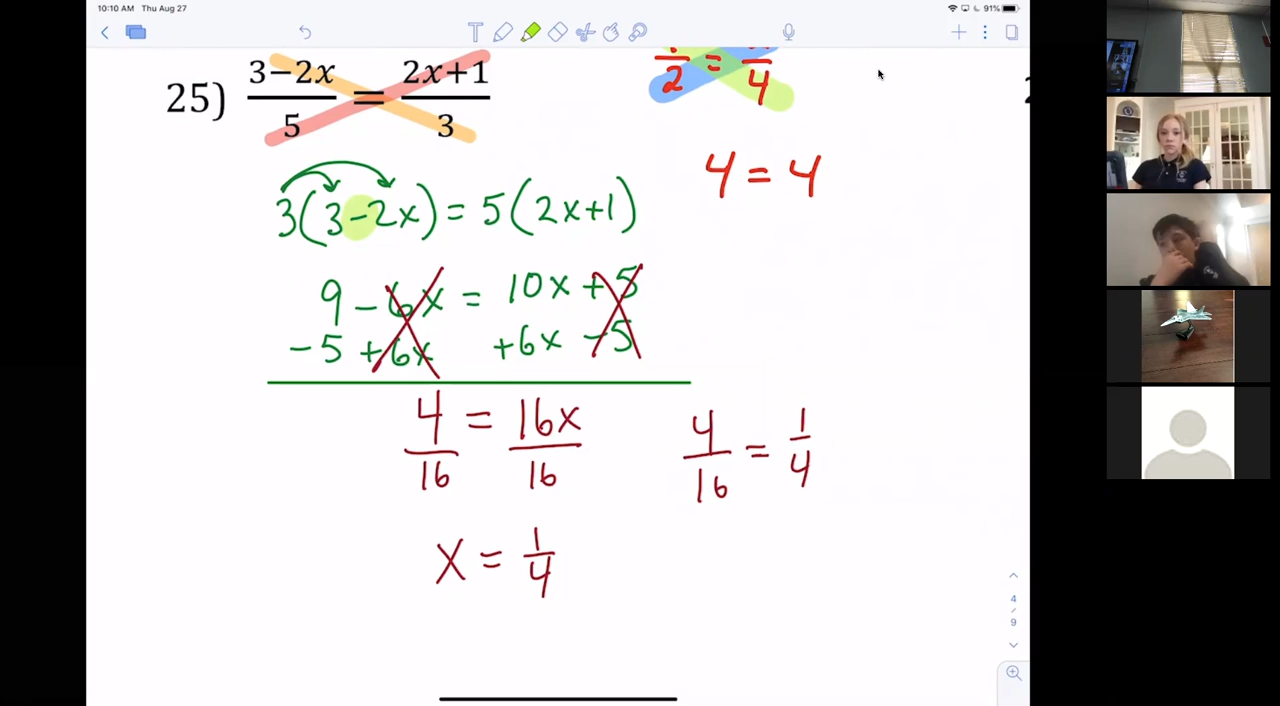 10:10 AM Thu Aug 27
91%
25) 3-2x/5 = 2x+1/3
/2 = /4
4 = 4
3(3-2x) = 5(2x+1)
9 - 6x = 10x + 5
- 5 + 6x +6x - 5
4/16 = 16x/16
4/16 = 1/4
x = 1/4
4
/
9